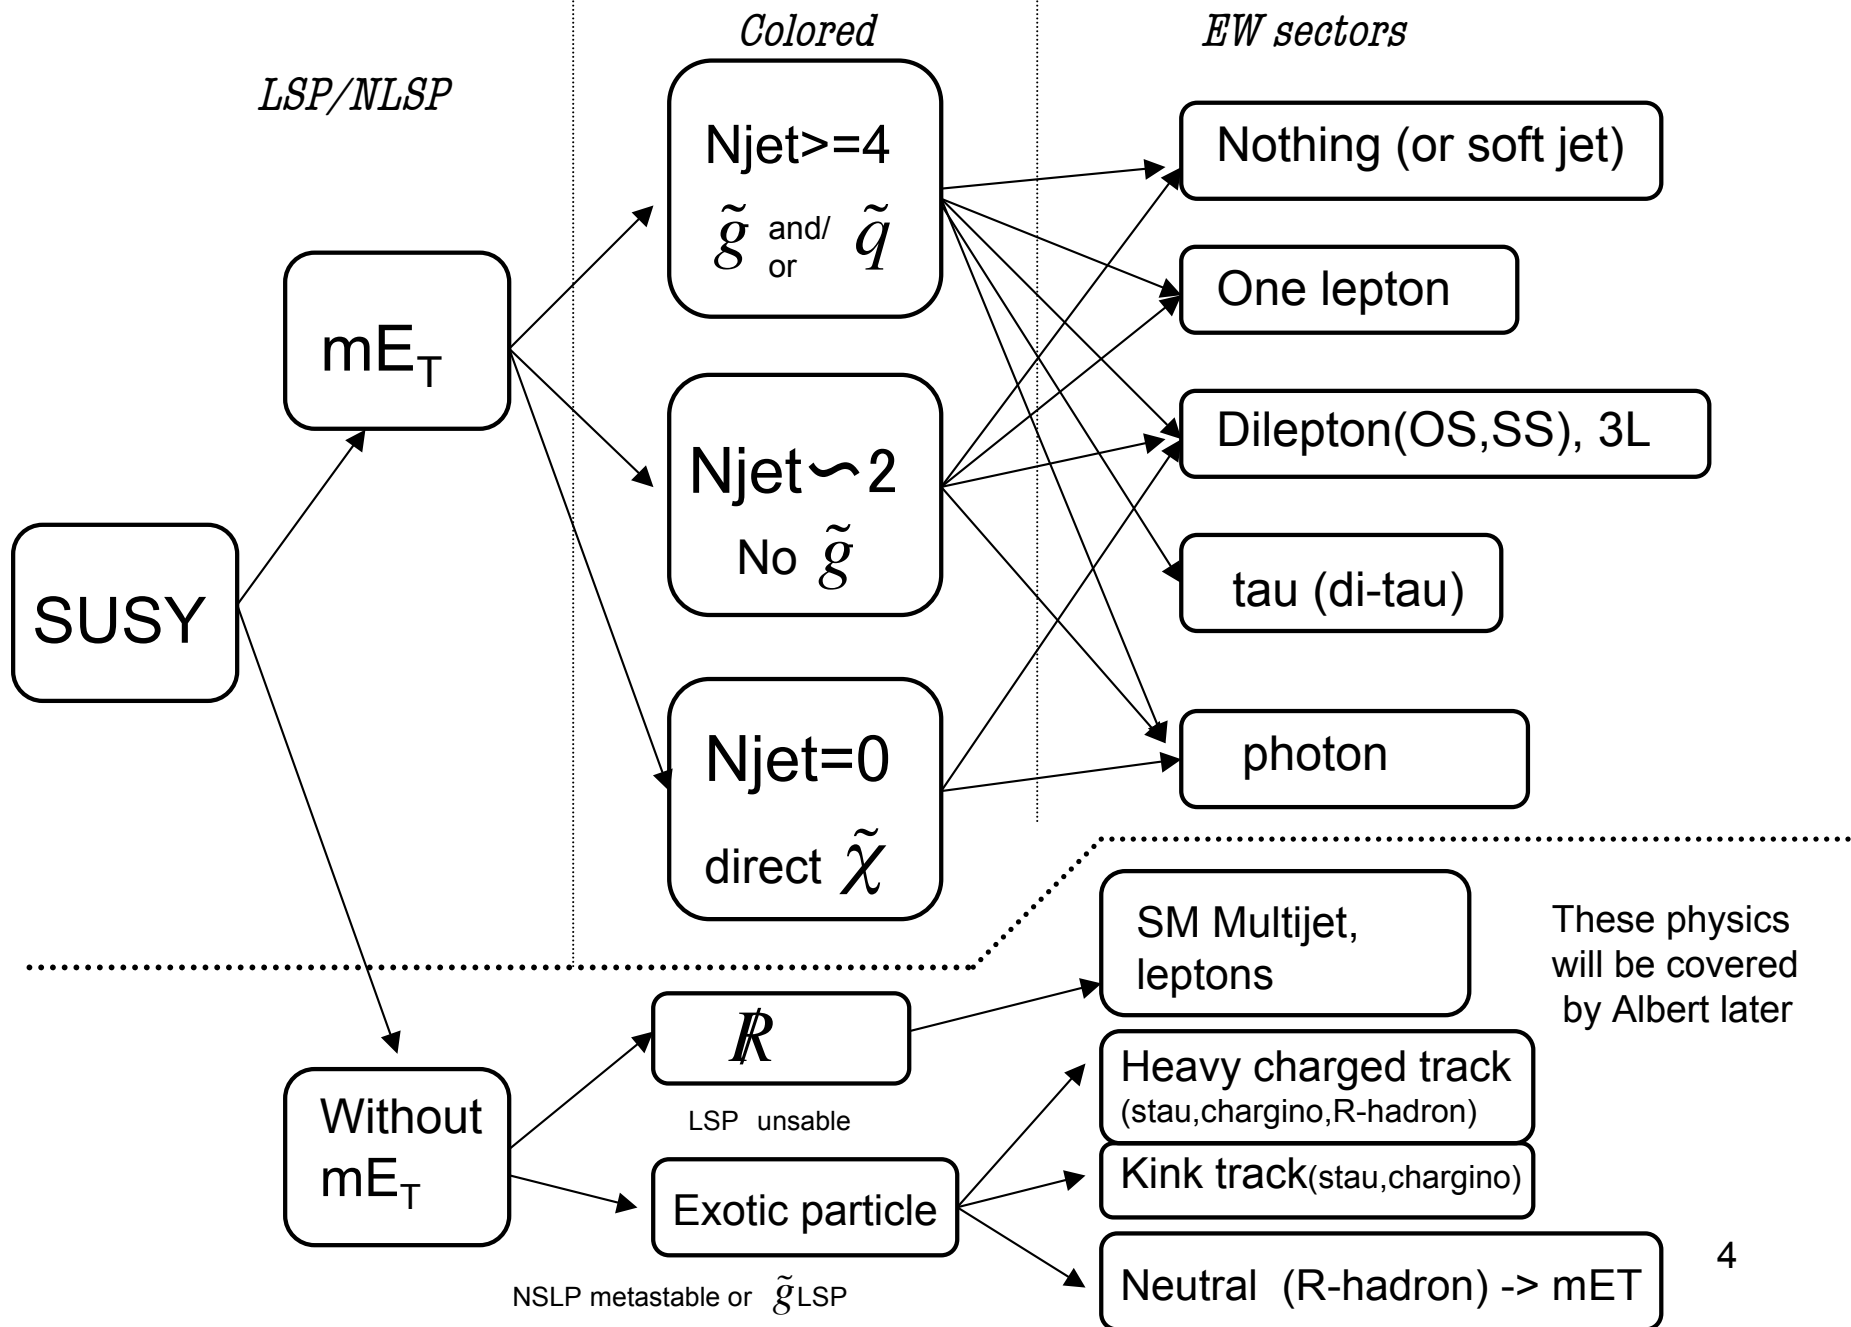 Colored
EW sectors
LSP/NLSP
Njet>=4
g̃ and/ q̃
or
Nothing (or soft jet)
One lepton
mE_T
Njet∽2
No g̃
Dilepton(OS,SS), 3L
SUSY
tau (di-tau)
Njet=0
direct χ̃
photon
SM Multijet,
leptons
These physics
will be covered
by Albert later
R̸
LSP unsable
Without
mE_T
Heavy charged track
(stau,chargino,R-hadron)
Kink track(stau,chargino)
Exotic particle
NSLP metastable or g̃ LSP
Neutral (R-hadron) -> mET
4